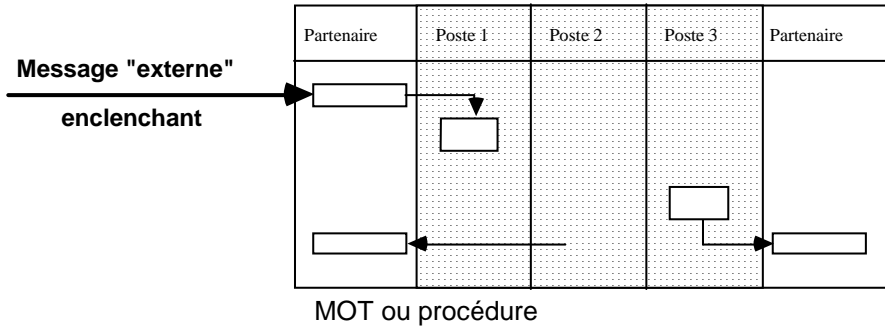 Partenaire Poste 1 Poste 2 Poste 3 Partenaire
Message "externe"
enclenchant
MOT ou procédure